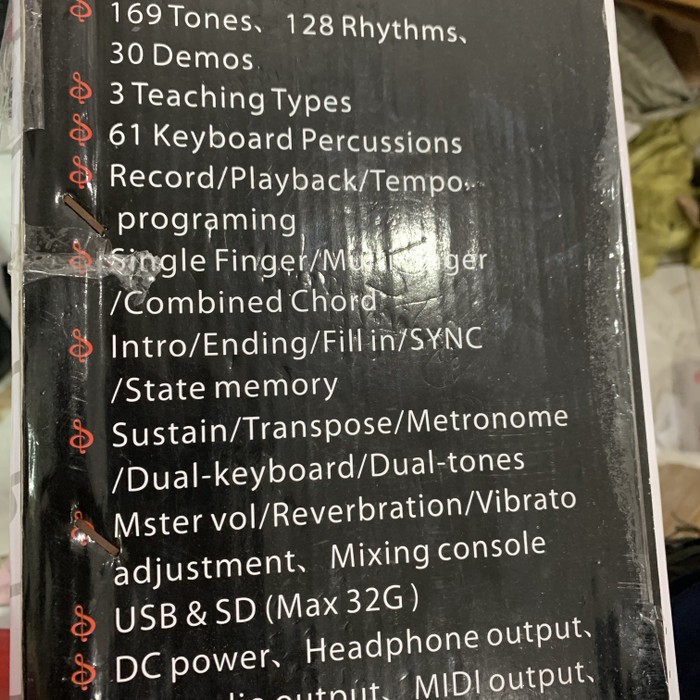 169 Tones、 128 Rhythms、
30 Demos
3 Teaching Types
61 Keyboard Percussions
Record/Playback/Tempo
programing
Single Finger/
/Combined Chord
Intro/Ending/Fill in/SYNC
/State memory
Sustain/Transpose/Metronome
/Dual-keyboard/Dual-tones
Mster vol/Reverbration/Vibrato
adjustment、 Mixing console
USB & SD (Max 32G)
DC power、 Headphone output、
output、 MIDI output、